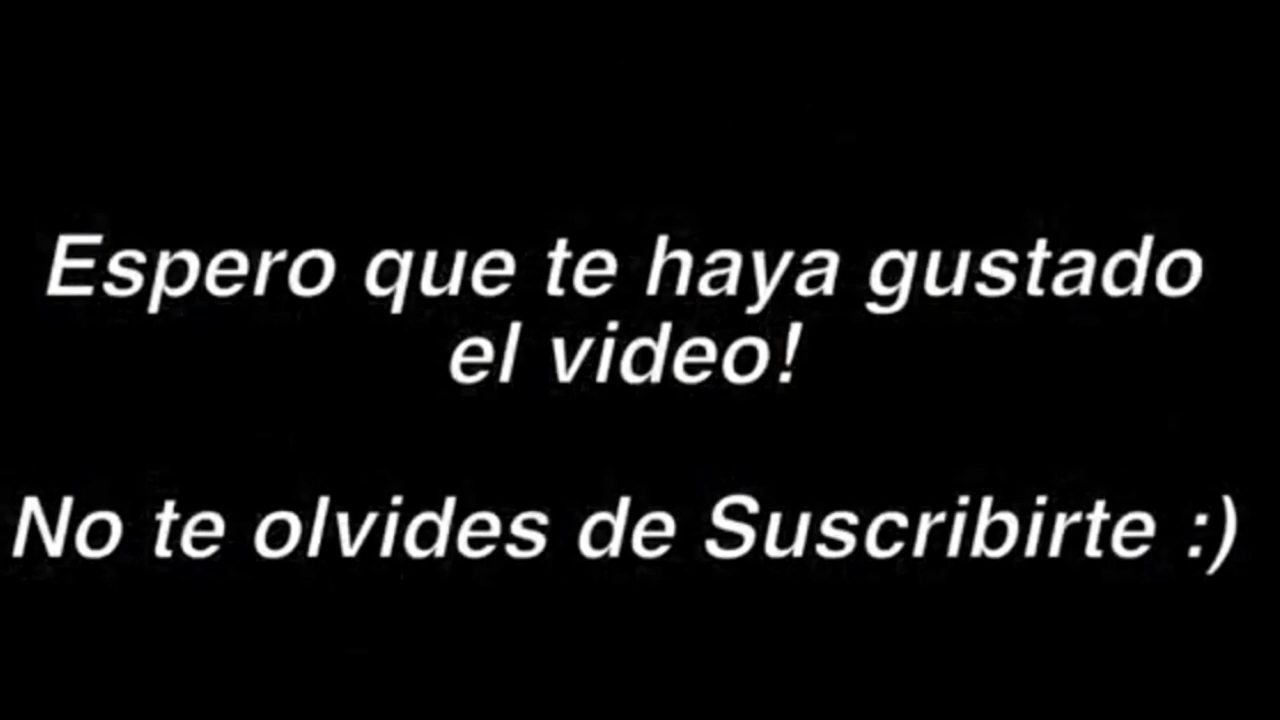 Espero que te haya gustado
el video!
No te olvides de Suscribirte :)